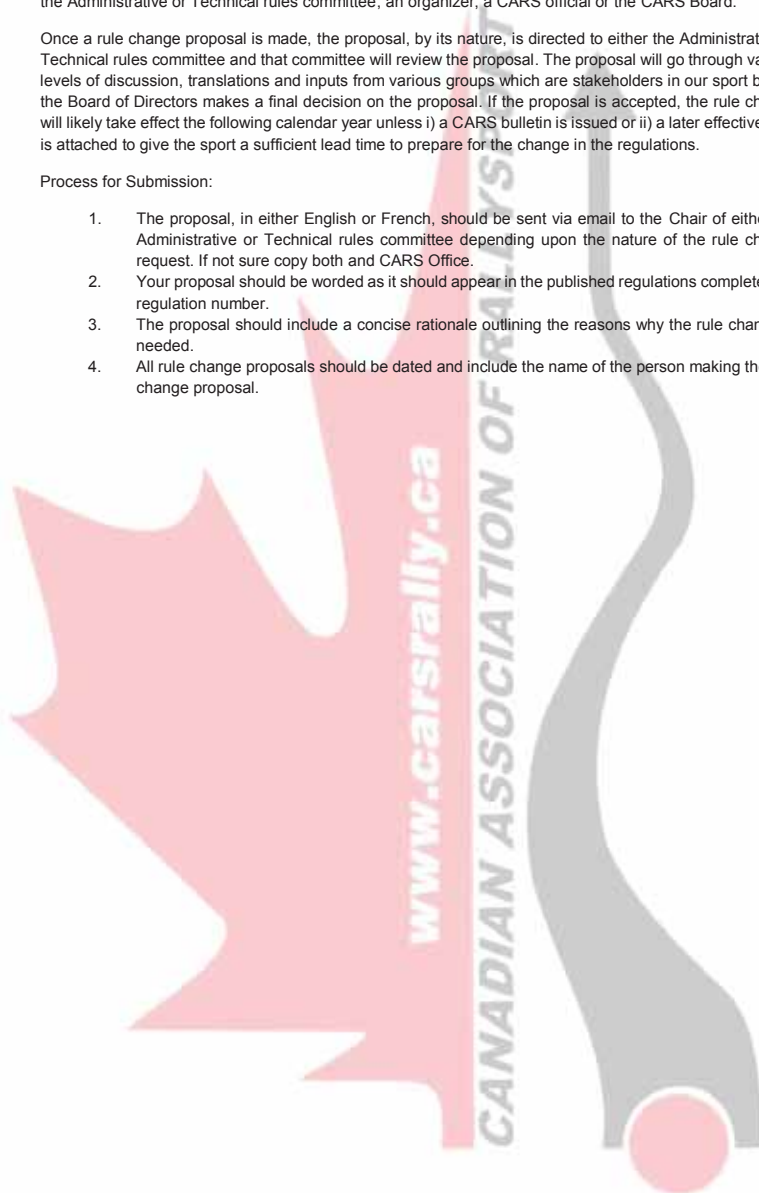 the Administrative or Technical rules committee, an organizer, a CARS official or the CARS Board.
Once a rule change proposal is made, the proposal, by its nature, is directed to either the Administrat
Technical rules committee and that committee will review the proposal. The proposal will go through va
levels of discussion, translations and inputs from various groups which are stakeholders in our sport b
the Board of Directors makes a final decision on the proposal. If the proposal is accepted, the rule ch
will likely take effect the following calendar year unless i) a CARS bulletin is issued or ii) a later effective
is attached to give the sport a sufficient lead time to prepare for the change in the regulations.
Process for Submission:
1. The proposal, in either English or French, should be sent via email to the Chair of eithe
Administrative or Technical rules committee depending upon the nature of the rule ch
request. If not sure copy both and CARS Office.
2. Your proposal should be worded as it should appear in the published regulations complete
regulation number.
3. The proposal should include a concise rationale outlining the reasons why the rule chan
needed.
4. All rule change proposals should be dated and include the name of the person making the
change proposal.
www.carsrally.ca
CANADIAN ASSOCIATION OF RALLYSPORT